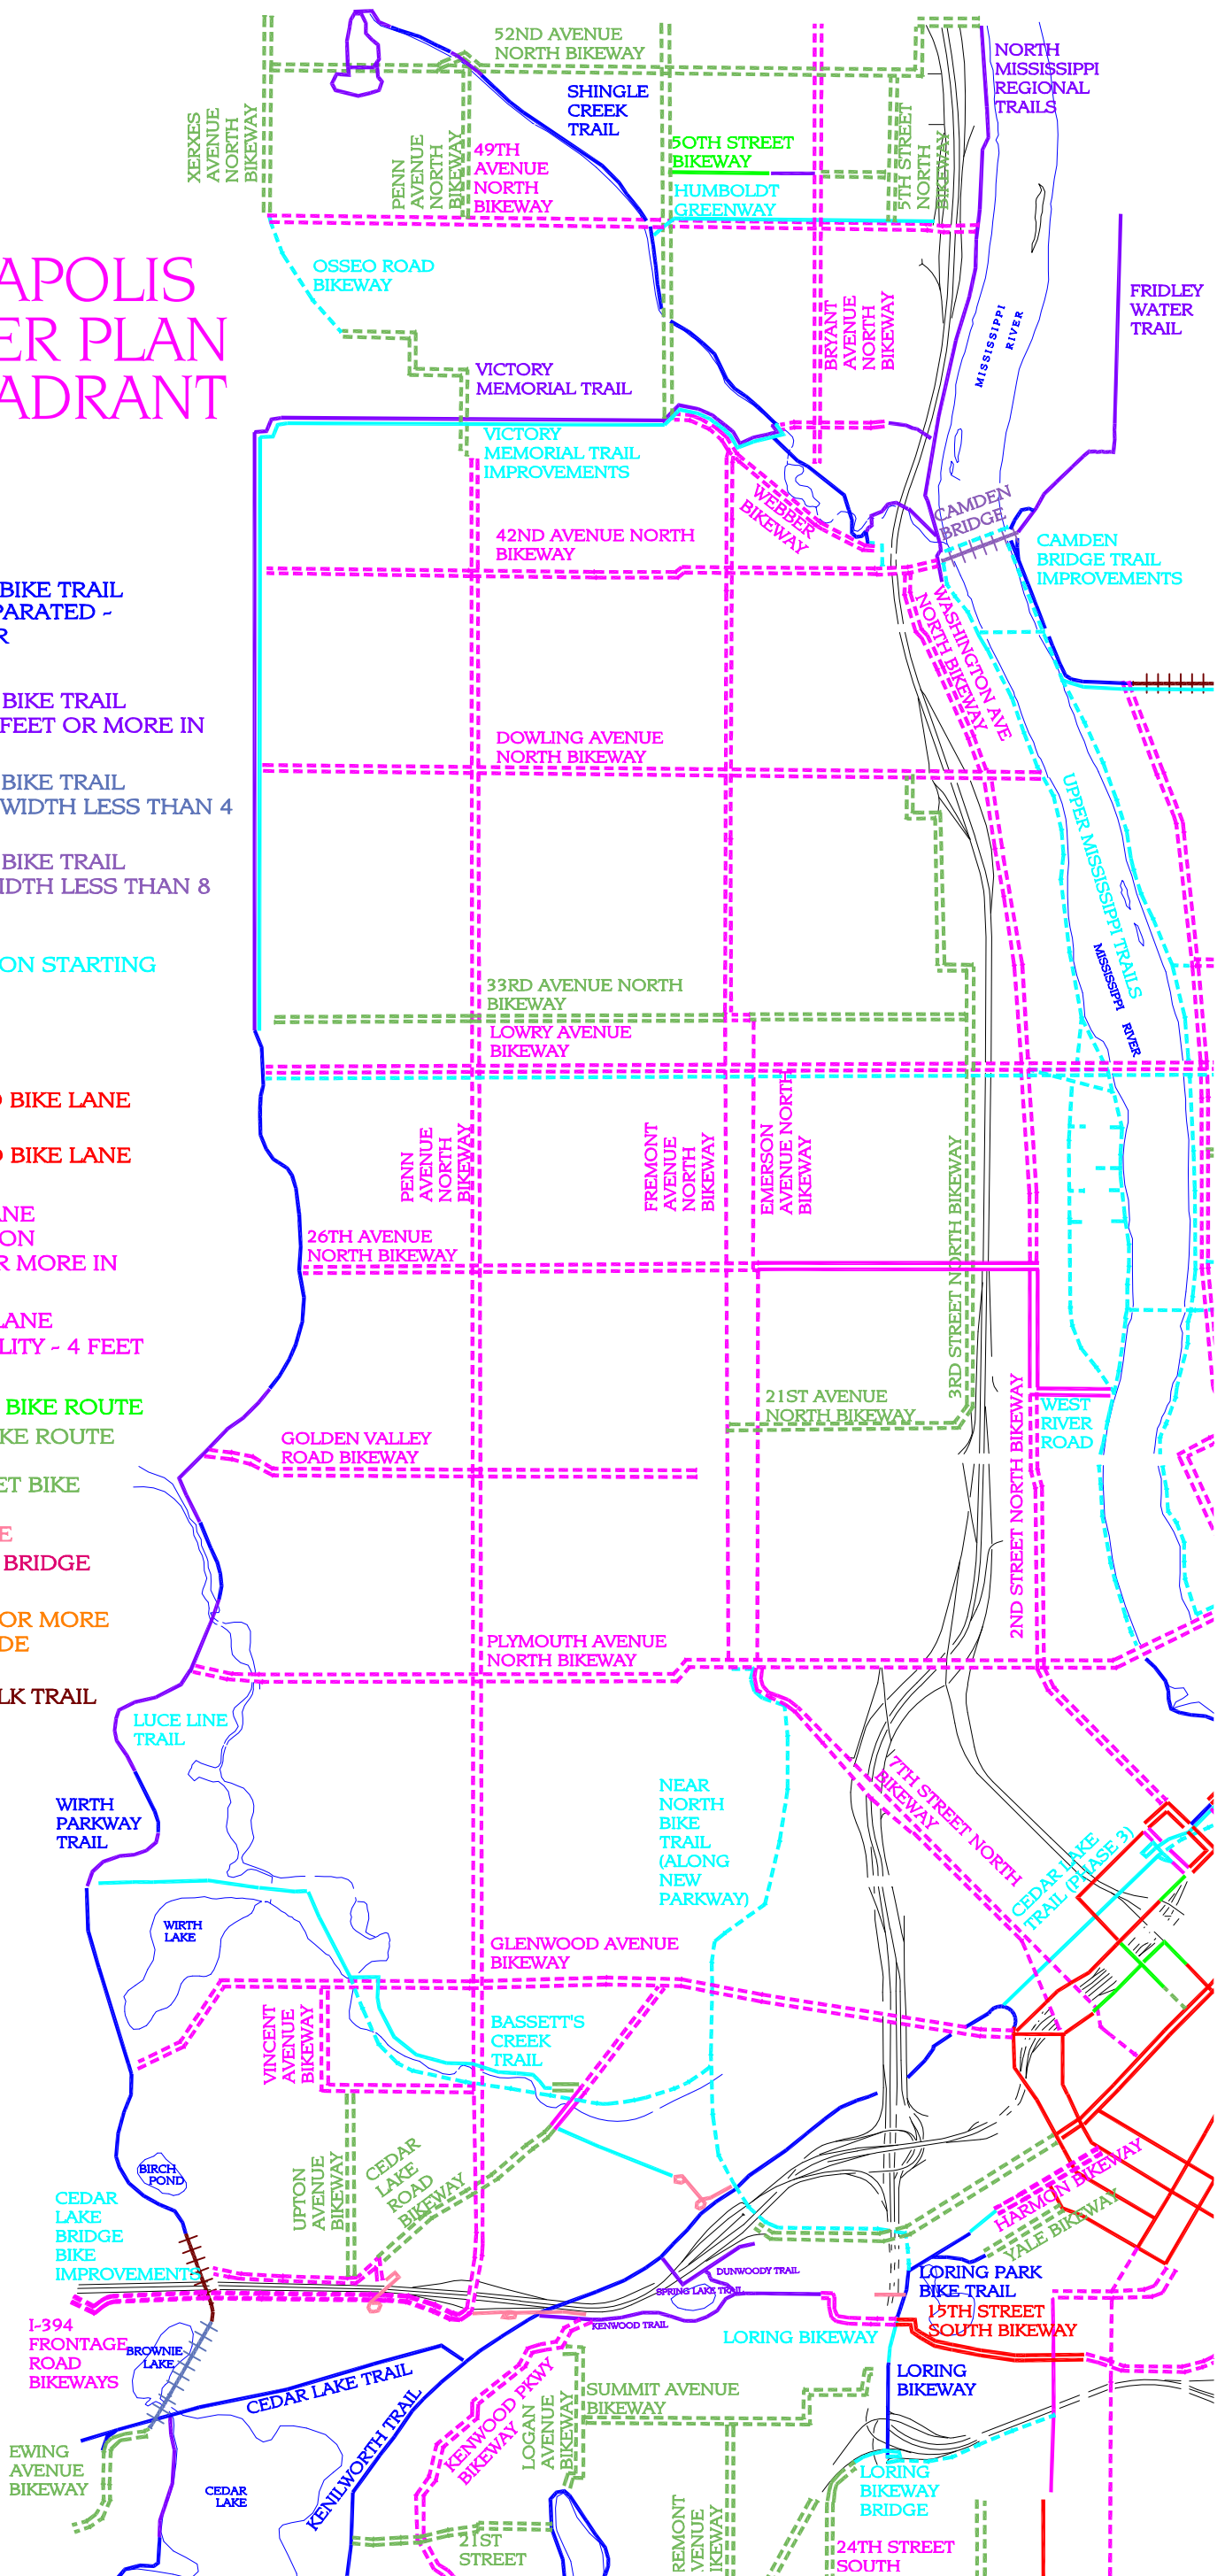 52ND AVENUE
NORTH BIKEWAY
NORTH
MISSISSIPPI
REGIONAL
TRAILS
SHINGLE
CREEK
TRAIL
XERXES
AVENUE
NORTH
BIKEWAY
PENN
AVENUE
NORTH
BIKEWAY
49TH
AVENUE
NORTH
BIKEWAY
50TH STREET
BIKEWAY
HUMBOLDT
GREENWAY
5TH STREET
NORTH
BIKEWAY
OSSEO ROAD
BIKEWAY
APOLIS
ER PLAN
ADRANT
BRYANT
AVENUE
NORTH
BIKEWAY
MISSISSIPPI
RIVER
FRIDLEY
WATER
TRAIL
VICTORY
MEMORIAL TRAIL
VICTORY
MEMORIAL TRAIL
IMPROVEMENTS
WEBBER
BIKEWAY
CAMDEN
BRIDGE
42ND AVENUE NORTH
BIKEWAY
CAMDEN
BRIDGE TRAIL
IMPROVEMENTS
BIKE TRAIL
PARATED -
R
WASHINGTON AVE
NORTH BIKEWAY
BIKE TRAIL
FEET OR MORE IN
DOWLING AVENUE
NORTH BIKEWAY
BIKE TRAIL
WIDTH LESS THAN 4
UPPER MISSISSIPPI TRAILS
BIKE TRAIL
IDTH LESS THAN 8
MISSISSIPPI
RIVER
ON STARTING
33RD AVENUE NORTH
BIKEWAY
LOWRY AVENUE
BIKEWAY
D BIKE LANE
D BIKE LANE
PENN
AVENUE
NORTH
BIKEWAY
FREMONT
AVENUE
NORTH
BIKEWAY
EMERSON
AVENUE NORTH
BIKEWAY
3RD STREET NORTH BIKEWAY
ANE
ON
R MORE IN
26TH AVENUE
NORTH BIKEWAY
LANE
LITY - 4 FEET
BIKE ROUTE
KE ROUTE
21ST AVENUE
NORTH BIKEWAY
WEST
RIVER
ROAD
GOLDEN VALLEY
ROAD BIKEWAY
2ND STREET NORTH BIKEWAY
ET BIKE
E
BRIDGE
OR MORE
DE
PLYMOUTH AVENUE
NORTH BIKEWAY
LK TRAIL
LUCE LINE
TRAIL
WIRTH
PARKWAY
TRAIL
NEAR
NORTH
BIKE
TRAIL
(ALONG
NEW
PARKWAY)
7TH STREET NORTH
BIKEWAY
CEDAR LAKE
TRAIL (PHASE 3)
WIRTH
LAKE
GLENWOOD AVENUE
BIKEWAY
VINCENT
AVENUE
BIKEWAY
BASSETT'S
CREEK
TRAIL
BIRCH
POND
UPTON
AVENUE
BIKEWAY
CEDAR
LAKE
ROAD
BIKEWAY
HARMON BIKEWAY
YALE BIKEWAY
CEDAR
LAKE
BRIDGE
BIKE
IMPROVEMENTS
DUNWOODY TRAIL
SPRING LAKE TRAIL
LORING PARK
BIKE TRAIL
15TH STREET
SOUTH BIKEWAY
I-394
FRONTAGE
ROAD
BIKEWAYS
BROWNIE
LAKE
KENWOOD TRAIL
LORING BIKEWAY
CEDAR LAKE TRAIL
LORING
BIKEWAY
KENILWORTH TRAIL
KENWOOD PKWY
BIKEWAY
LOGAN
AVENUE
BIKEWAY
SUMMIT AVENUE
BIKEWAY
EWING
AVENUE
BIKEWAY
CEDAR
LAKE
LORING
BIKEWAY
BRIDGE
21ST
STREET
REMONT
VENUE
IKEWAY
24TH STREET
SOUTH